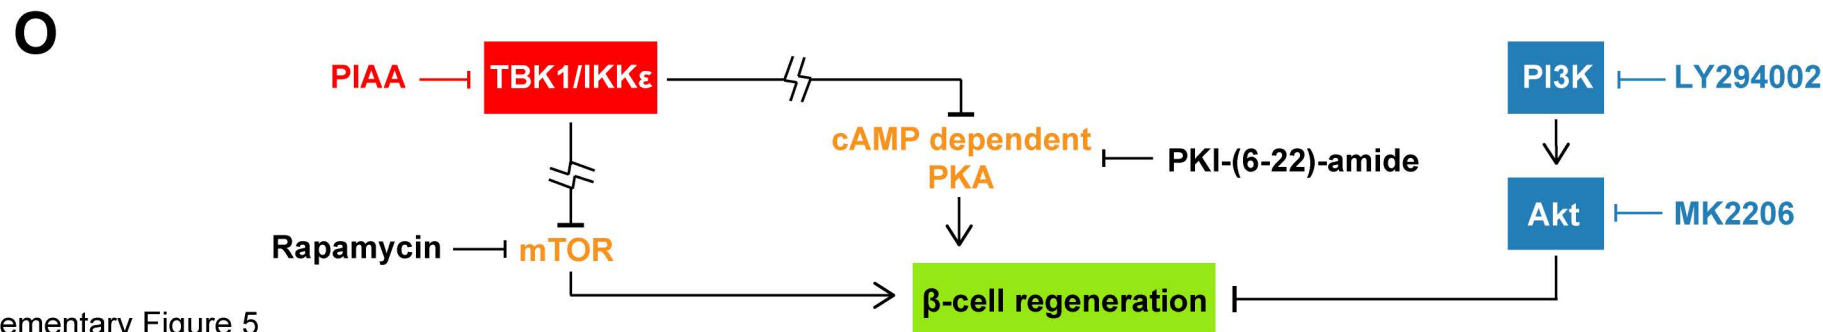 O
PIAA
TBK1/IKKε
PI3K
LY294002
cAMP dependent
PKA
PKI-(6-22)-amide
Akt
MK2206
Rapamycin
mTOR
β-cell regeneration
ementary Figure 5